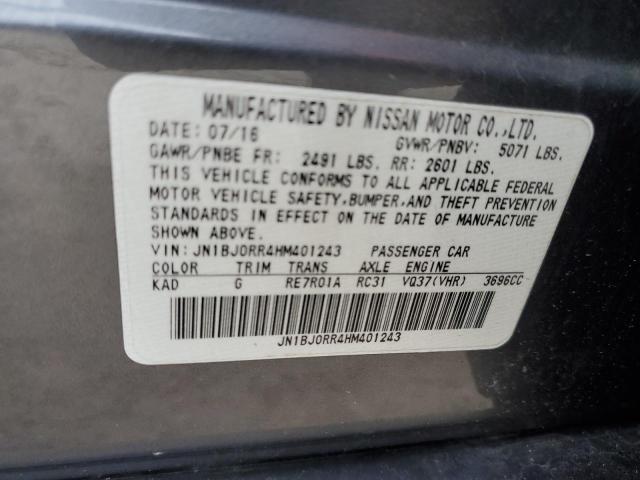 MANUFACTURED BY NISSAN MOTOR CO.,LTD.
DATE: 07/16 GVWR/PNBV: 5071 LBS.
GAWR/PNBE FR: 2491 LBS. RR: 2601 LBS.
THIS VEHICLE CONFORMS TO ALL APPLICABLE FEDERAL
MOTOR VEHICLE SAFETY,BUMPER,AND THEFT PREVENTION
STANDARDS IN EFFECT ON THE DATE OF MANUFACTURE
SHOWN ABOVE.
VIN: JN1BJ0RR4HM401243 PASSENGER CAR
COLOR TRIM TRANS AXLE ENGINE
KAD G RE7R01A RC31 VQ37(VHR) 3696CC
JN1BJ0RR4HM401243